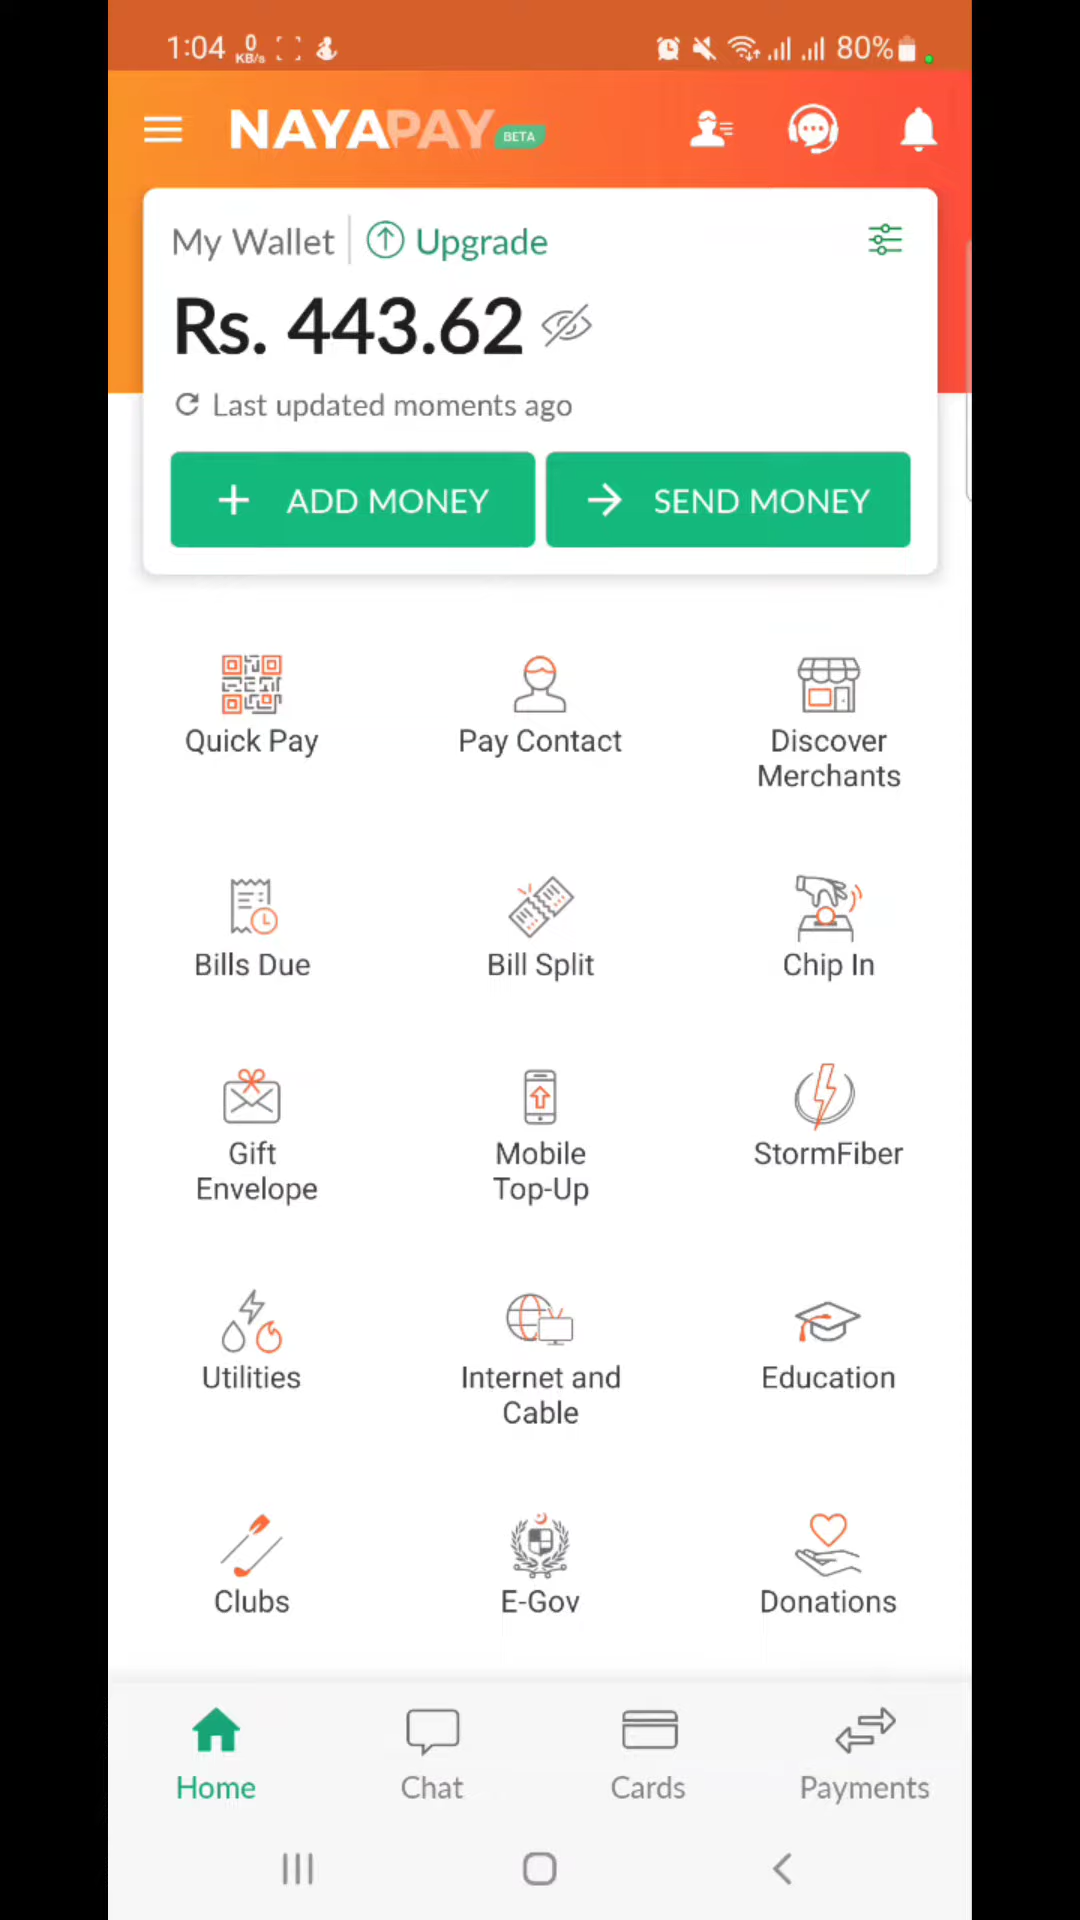 1:04 0 KB/s 80%
NAYAPAY BETA
My Wallet Upgrade
Rs. 443.62
Last updated moments ago
+ ADD MONEY → SEND MONEY
Quick Pay Pay Contact Discover
Merchants
Bills Due Bill Split Chip In
Gift Mobile StormFiber
Envelope Top-Up
Utilities Internet and Education
Cable
Clubs E-Gov Donations
Home Chat Cards Payments